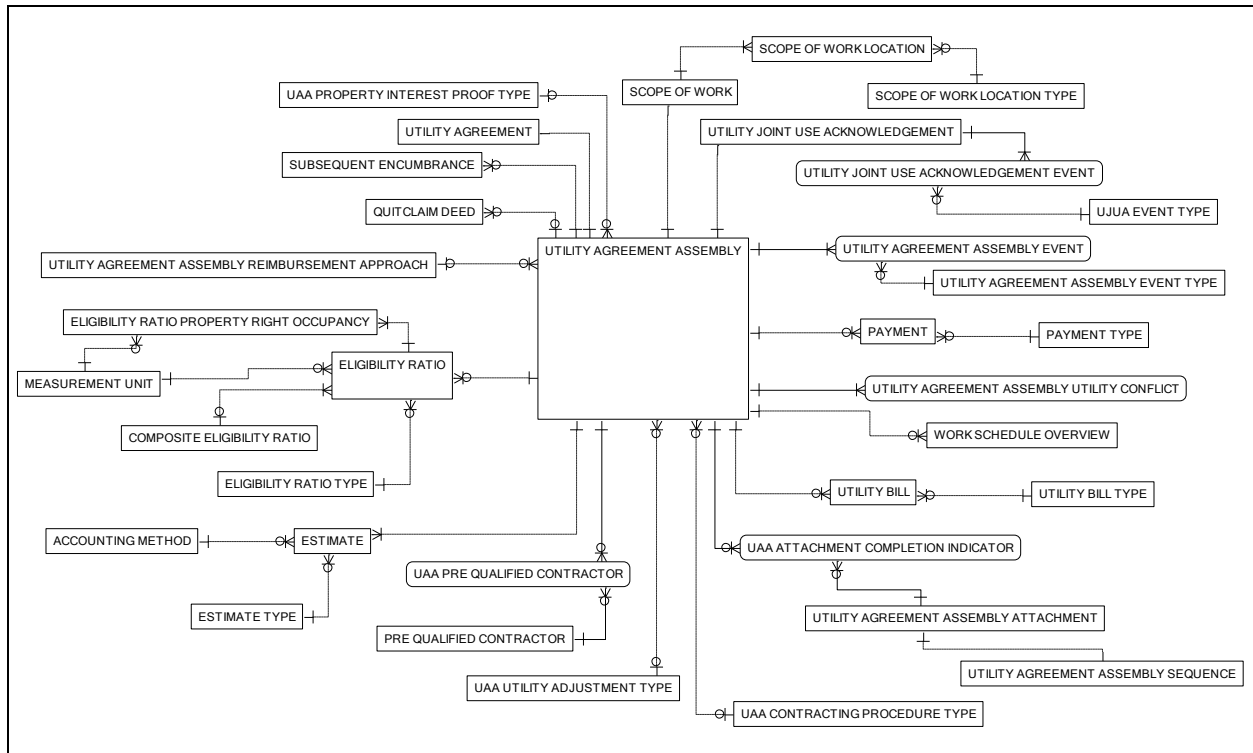 SCOPE OF WORK LOCATION
SCOPE OF WORK
SCOPE OF WORK LOCATION TYPE
UAA PROPERTY INTEREST PROOF TYPE
UTILITY AGREEMENT
UTILITY JOINT USE ACKNOWLEDGEMENT
SUBSEQUENT ENCUMBRANCE
UTILITY JOINT USE ACKNOWLEDGEMENT EVENT
QUITCLAIM DEED
UJUA EVENT TYPE
UTILITY AGREEMENT ASSEMBLY
UTILITY AGREEMENT ASSEMBLY EVENT
UTILITY AGREEMENT ASSEMBLY REIMBURSEMENT APPROACH
UTILITY AGREEMENT ASSEMBLY EVENT TYPE
ELIGIBILITY RATIO PROPERTY RIGHT OCCUPANCY
PAYMENT
PAYMENT TYPE
ELIGIBILITY RATIO
MEASUREMENT UNIT
UTILITY AGREEMENT ASSEMBLY UTILITY CONFLICT
COMPOSITE ELIGIBILITY RATIO
WORK SCHEDULE OVERVIEW
ELIGIBILITY RATIO TYPE
UTILITY BILL
UTILITY BILL TYPE
ACCOUNTING METHOD
ESTIMATE
UAA ATTACHMENT COMPLETION INDICATOR
UAA PRE QUALIFIED CONTRACTOR
ESTIMATE TYPE
UTILITY AGREEMENT ASSEMBLY ATTACHMENT
PRE QUALIFIED CONTRACTOR
UTILITY AGREEMENT ASSEMBLY SEQUENCE
UAA UTILITY ADJUSTMENT TYPE
UAA CONTRACTING PROCEDURE TYPE